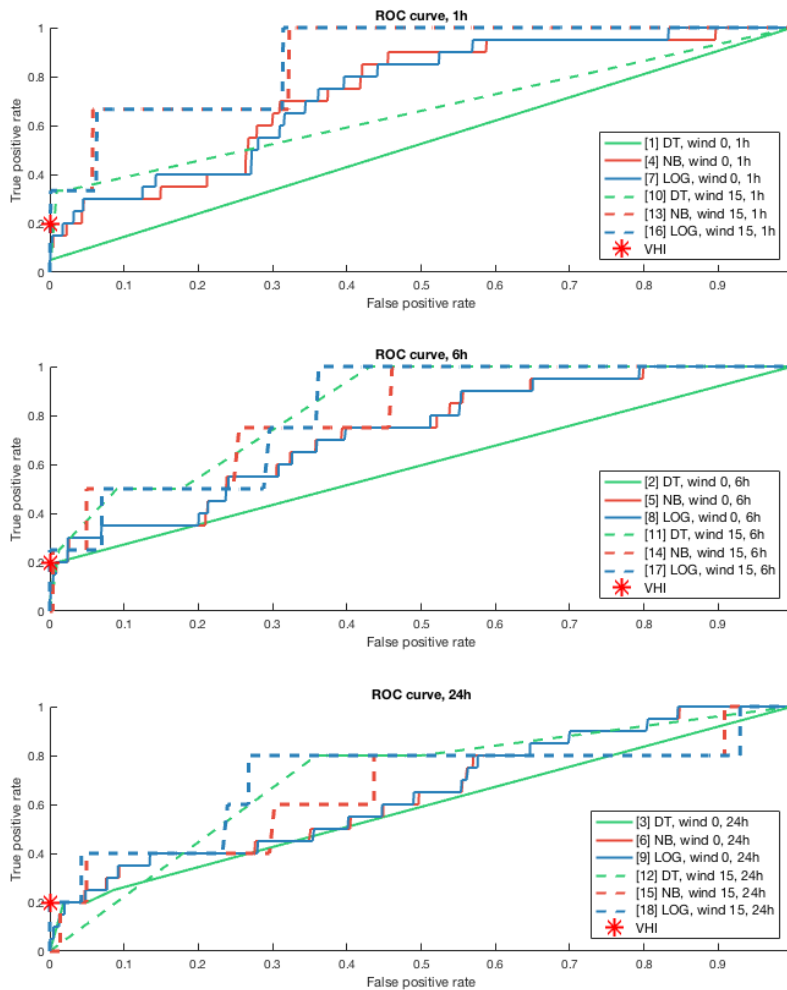 ROC curve, 1h
True positive rate
1
0.8
0.6
0.4
0.2
0
[1] DT, wind 0, 1h
[4] NB, wind 0, 1h
[7] LOG, wind 0, 1h
[10] DT, wind 15, 1h
[13] NB, wind 15, 1h
[16] LOG, wind 15, 1h
VHI
0 0.1 0.2 0.3 0.4 0.5 0.6 0.7 0.8 0.9
False positive rate
ROC curve, 6h
True positive rate
1
0.8
0.6
0.4
0.2
0
[2] DT, wind 0, 6h
[5] NB, wind 0, 6h
[8] LOG, wind 0, 6h
[11] DT, wind 15, 6h
[14] NB, wind 15, 6h
[17] LOG, wind 15, 6h
VHI
0 0.1 0.2 0.3 0.4 0.5 0.6 0.7 0.8 0.9
False positive rate
ROC curve, 24h
True positive rate
1
0.8
0.6
0.4
0.2
0
[3] DT, wind 0, 24h
[6] NB, wind 0, 24h
[9] LOG, wind 0, 24h
[12] DT, wind 15, 24h
[15] NB, wind 15, 24h
[18] LOG, wind 15, 24h
VHI
0 0.1 0.2 0.3 0.4 0.5 0.6 0.7 0.8 0.9
False positive rate